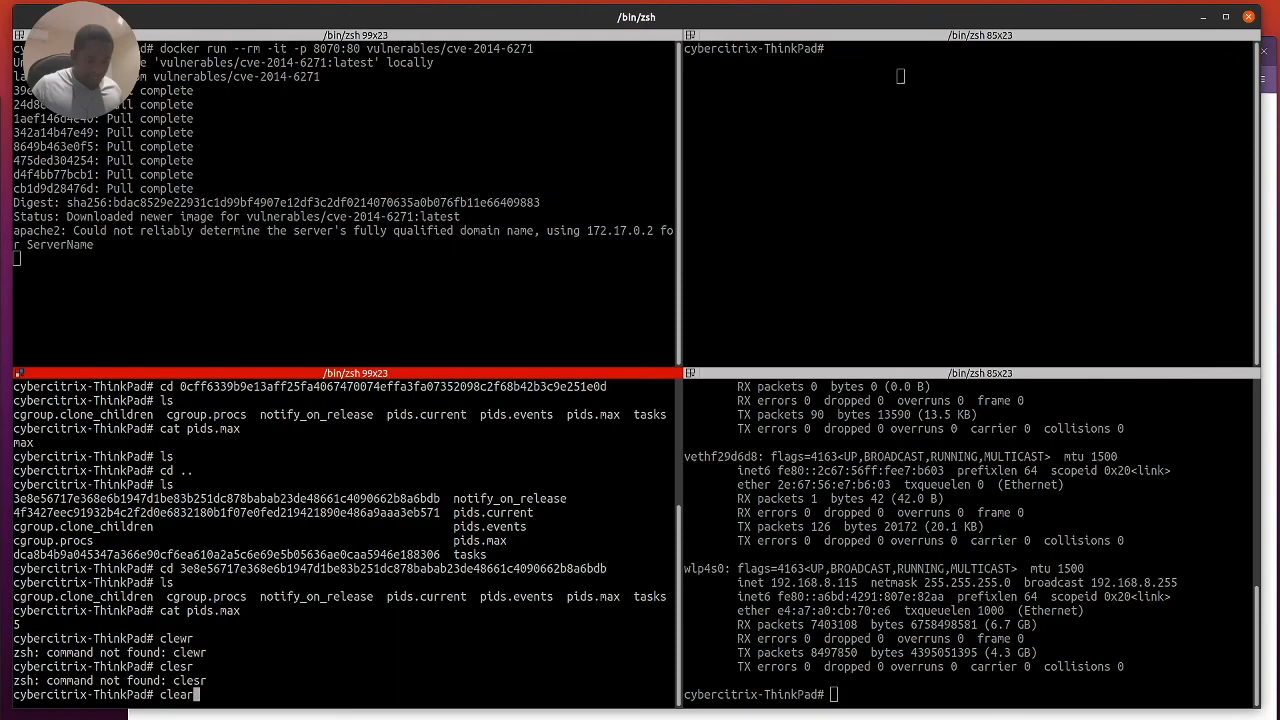 /bin/zsh
/bin/zsh 99x23
# docker run --rm -it -p 8070:80 vulnerables/cve-2014-6271
'vulnerables/cve-2014-6271:latest' locally
vulnerables/cve-2014-6271
Pull complete
Pull complete
1aef146d4e40: Pull complete
342a14b47e49: Pull complete
8649b463e0f5: Pull complete
475ded304254: Pull complete
d4f4bb77bcb1: Pull complete
cb1d9d28476d: Pull complete
Digest: sha256:bdac8529e22931c1d99bf4907e12df3c2df0214070635a0b076fb11e66409883
Status: Downloaded newer image for vulnerables/cve-2014-6271:latest
apache2: Could not reliably determine the server's fully qualified domain name, using 172.17.0.2 fo
r ServerName
/bin/zsh 85x23
cybercitrix-ThinkPad#
/bin/zsh 99x23
cybercitrix-ThinkPad# cd 0cff6339b9e13aff25fa4067470074effa3fa07352098c2f68b42b3c9e251e0d
cybercitrix-ThinkPad# ls
cgroup.clone_children  cgroup.procs  notify_on_release  pids.current  pids.events  pids.max  tasks
cybercitrix-ThinkPad# cat pids.max
max
cybercitrix-ThinkPad# ls
cybercitrix-ThinkPad# cd ..
cybercitrix-ThinkPad# ls
3e8e56717e368e6b1947d1be83b251dc878babab23de48661c4090662b8a6bdb  notify_on_release
4f3427eec91932b4c2f2d0e6832180b1f07e0fed219421890e486a9aaa3eb571  pids.current
cgroup.clone_children  pids.events
cgroup.procs  pids.max
dca8b4b9a045347a366e90cf6ea610a2a5c6e69e5b05636ae0caa5946e188306  tasks
cybercitrix-ThinkPad# cd 3e8e56717e368e6b1947d1be83b251dc878babab23de48661c4090662b8a6bdb
cybercitrix-ThinkPad# ls
cgroup.clone_children  cgroup.procs  notify_on_release  pids.current  pids.events  pids.max  tasks
cybercitrix-ThinkPad# cat pids.max
5
cybercitrix-ThinkPad# clewr
zsh: command not found: clewr
cybercitrix-ThinkPad# clesr
zsh: command not found: clesr
cybercitrix-ThinkPad# clear
/bin/zsh 85x23
RX packets 0  bytes 0 (0.0 B)
RX errors 0  dropped 0  overruns 0  frame 0
TX packets 90  bytes 13590 (13.5 KB)
TX errors 0  dropped 0 overruns 0  carrier 0  collisions 0
vethf29d6d8: flags=4163<UP,BROADCAST,RUNNING,MULTICAST>  mtu 1500
inet6 fe80::2c67:56ff:fee7:b603  prefixlen 64  scopeid 0x20<link>
ether 2e:67:56:e7:b6:03  txqueuelen 0  (Ethernet)
RX packets 1  bytes 42 (42.0 B)
RX errors 0  dropped 0  overruns 0  frame 0
TX packets 126  bytes 20172 (20.1 KB)
TX errors 0  dropped 0 overruns 0  carrier 0  collisions 0
wlp4s0: flags=4163<UP,BROADCAST,RUNNING,MULTICAST>  mtu 1500
inet 192.168.8.115  netmask 255.255.255.0  broadcast 192.168.8.255
inet6 fe80::a6bd:4291:807e:82aa  prefixlen 64  scopeid 0x20<link>
ether e4:a7:a0:cb:70:e6  txqueuelen 1000  (Ethernet)
RX packets 7403108  bytes 6758498581 (6.7 GB)
RX errors 0  dropped 0  overruns 0  frame 0
TX packets 8497850  bytes 4395051395 (4.3 GB)
TX errors 0  dropped 0 overruns 0  carrier 0  collisions 0
cybercitrix-ThinkPad#